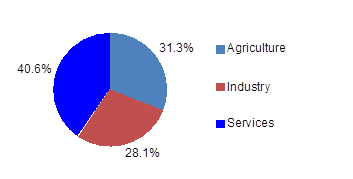 31.3%
Agriculture
40.6%
Industry
Services
28.1%